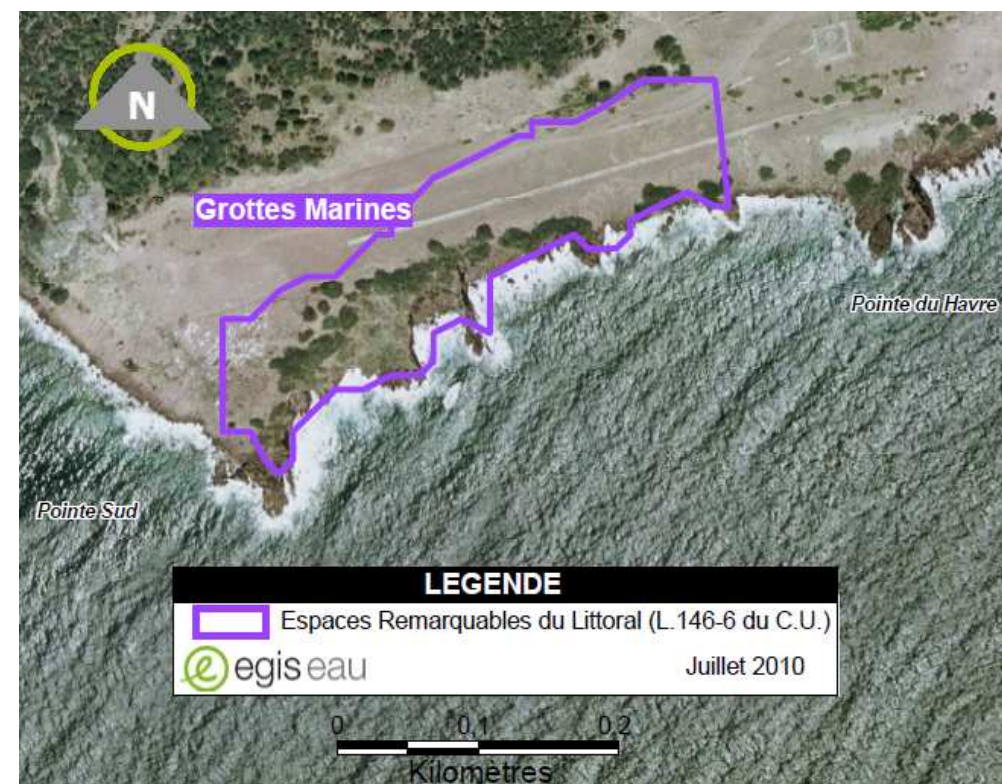 N
Grottes Marines
Pointe du Havre
Pointe Sud
LEGENDE
Espaces Remarquables du Littoral (L.146-6 du C.U.)
e egis eau
Juillet 2010
0 0,1 0,2
Kilomètres